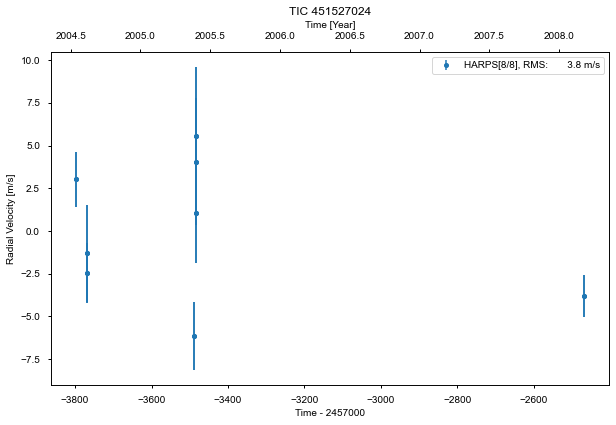 TIC 451527024
Time [Year]
2004.5 2005.0 2005.5 2006.0 2006.5 2007.0 2007.5 2008.0
HARPS[8/8], RMS: 3.8 m/s
10.0
7.5
5.0
2.5
0.0
−2.5
−5.0
−7.5
Radial Velocity [m/s]
−3800 −3600 −3400 −3200 −3000 −2800 −2600
Time - 2457000